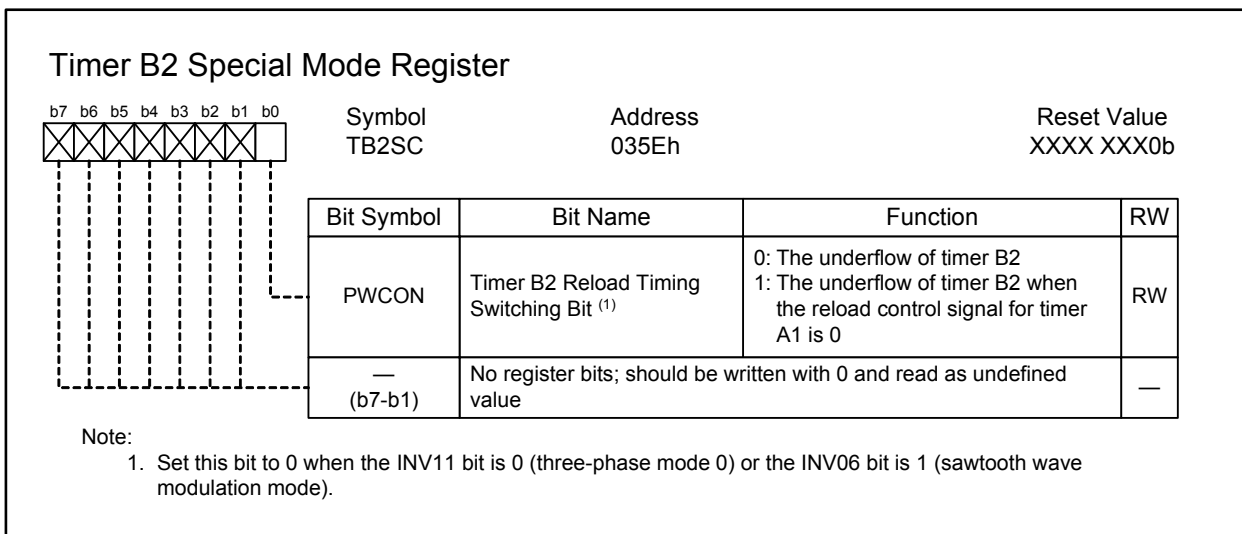 Timer B2 Special Mode Register
b7 b6 b5 b4 b3 b2 b1 b0
Symbol Address Reset Value
TB2SC 035Eh XXXX XXX0b
Bit Symbol Bit Name Function RW
PWCON
Timer B2 Reload Timing
Switching Bit (1)
0: The underflow of timer B2
1: The underflow of timer B2 when
the reload control signal for timer
A1 is 0
RW
—
(b7-b1)
No register bits; should be written with 0 and read as undefined
value
—
Note:
1. Set this bit to 0 when the INV11 bit is 0 (three-phase mode 0) or the INV06 bit is 1 (sawtooth wave
modulation mode).